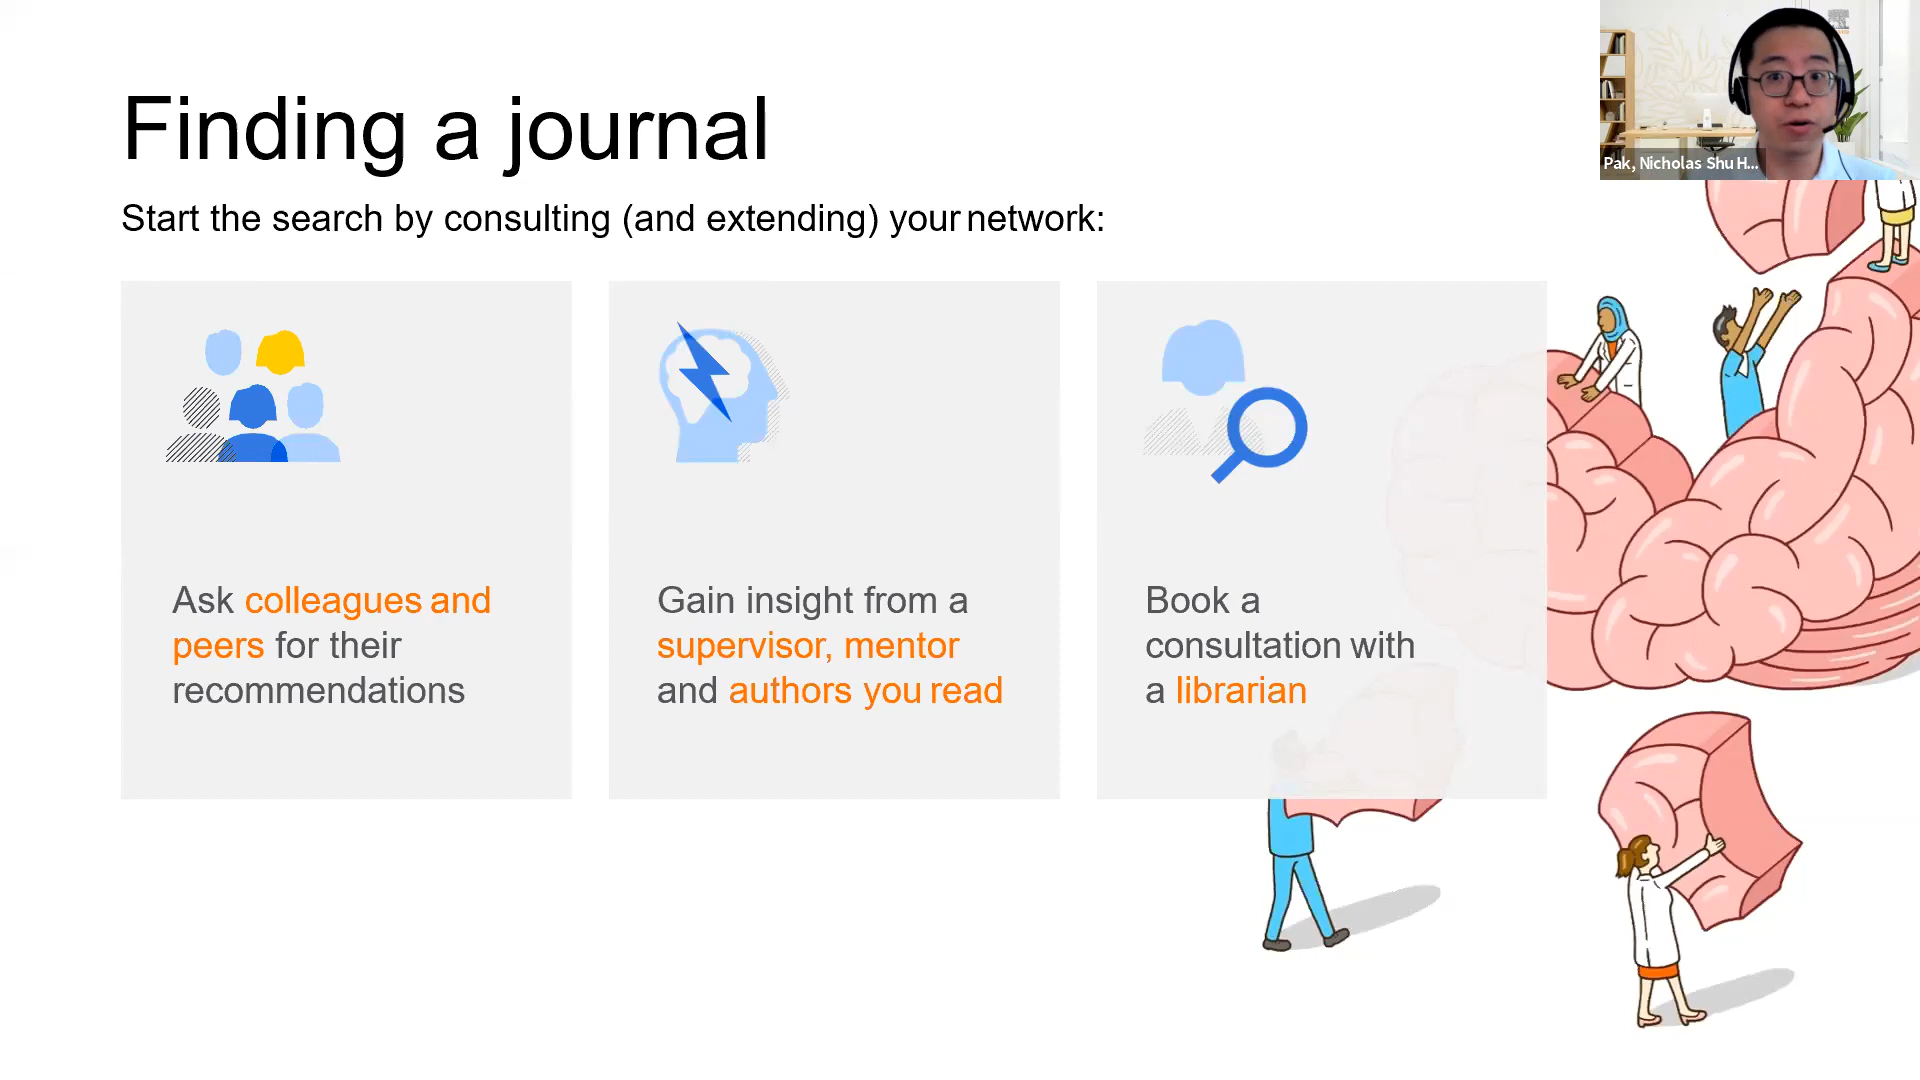 Finding a journal
Start the search by consulting (and extending) your network:
Ask colleagues and
peers for their
recommendations
Gain insight from a
supervisor, mentor
and authors you read
Book a
consultation with
a librarian
Pak, Nicholas Shu H...